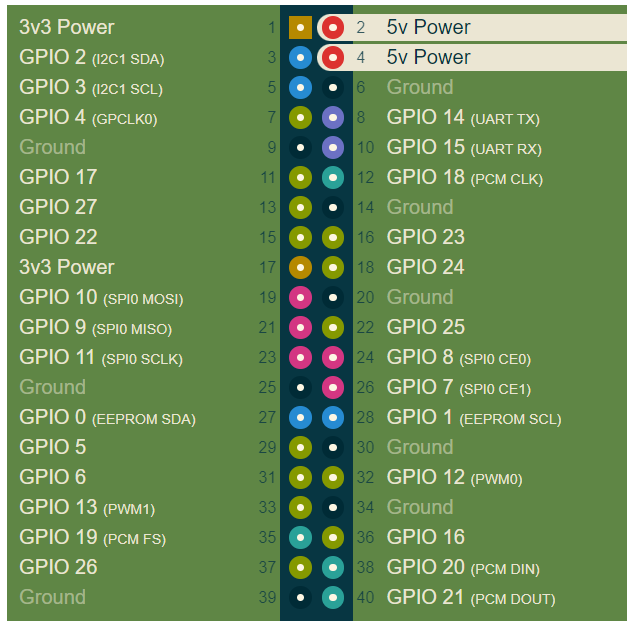 3v3 Power 1 2 5v Power
GPIO 2 (I2C1 SDA) 3 4 5v Power
GPIO 3 (I2C1 SCL) 5 6 Ground
GPIO 4 (GPCLK0) 7 8 GPIO 14 (UART TX)
Ground 9 10 GPIO 15 (UART RX)
GPIO 17 11 12 GPIO 18 (PCM CLK)
GPIO 27 13 14 Ground
GPIO 22 15 16 GPIO 23
3v3 Power 17 18 GPIO 24
GPIO 10 (SPI0 MOSI) 19 20 Ground
GPIO 9 (SPI0 MISO) 21 22 GPIO 25
GPIO 11 (SPI0 SCLK) 23 24 GPIO 8 (SPI0 CE0)
Ground 25 26 GPIO 7 (SPI0 CE1)
GPIO 0 (EEPROM SDA) 27 28 GPIO 1 (EEPROM SCL)
GPIO 5 29 30 Ground
GPIO 6 31 32 GPIO 12 (PWM0)
GPIO 13 (PWM1) 33 34 Ground
GPIO 19 (PCM FS) 35 36 GPIO 16
GPIO 26 37 38 GPIO 20 (PCM DIN)
Ground 39 40 GPIO 21 (PCM DOUT)